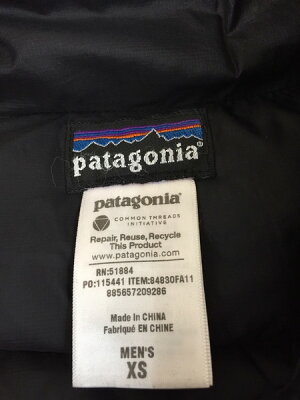 patagonia®
patagonia®
COMMON THREADS
INITIATIVE
Repair, Reuse, Recycle
This Product
www.patagonia.com
RN:51884
PO:115441 ITEM:84830FA11
885657209286
Made in CHINA
Fabriqué EN CHINE
MEN'S
XS